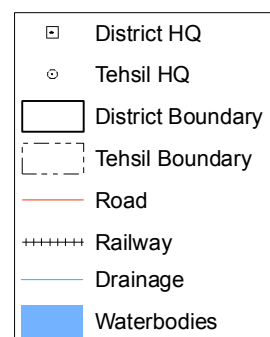 District HQ
Tehsil HQ
District Boundary
Tehsil Boundary
Road
Railway
Drainage
Waterbodies